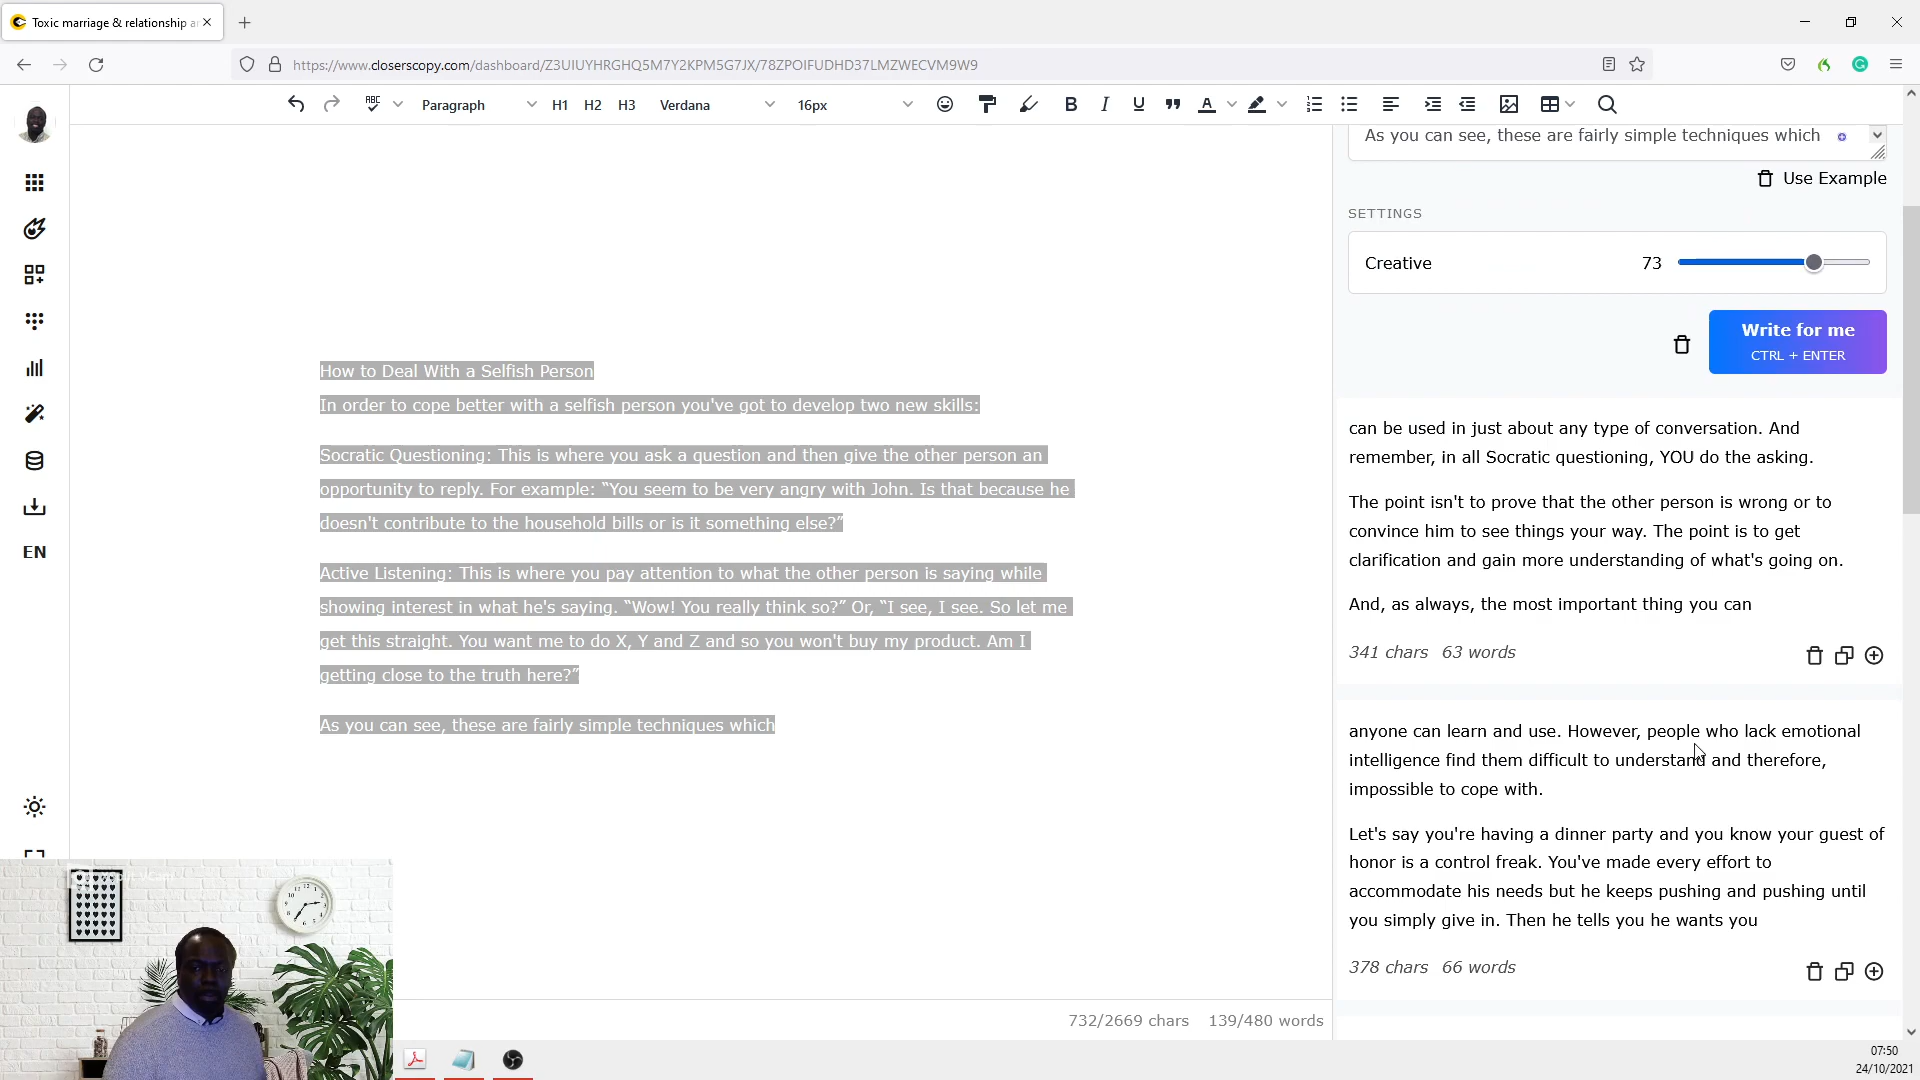 Toxic marriage & relationship
https://www.closerscopy.com/dashboard/Z3UIUYHRGHQ5M7Y2KPM5G7JX/78ZPOIFUDHD37LMZWECVM9W9
ABC Paragraph H1 H2 H3 Verdana 16px B I U A
As you can see, these are fairly simple techniques which
Use Example
SETTINGS
Creative 73
Write for me
CTRL + ENTER
EN
How to Deal With a Selfish Person
In order to cope better with a selfish person you've got to develop two new skills:
Socratic Questioning: This is where you ask a question and then give the other person an
opportunity to reply. For example: “You seem to be very angry with John. Is that because he
doesn't contribute to the household bills or is it something else?”
Active Listening: This is where you pay attention to what the other person is saying while
showing interest in what he's saying. “Wow! You really think so?” Or, “I see, I see. So let me
get this straight. You want me to do X, Y and Z and so you won't buy my product. Am I
getting close to the truth here?”
As you can see, these are fairly simple techniques which
can be used in just about any type of conversation. And
remember, in all Socratic questioning, YOU do the asking.
The point isn't to prove that the other person is wrong or to
convince him to see things your way. The point is to get
clarification and gain more understanding of what's going on.
And, as always, the most important thing you can
341 chars 63 words
anyone can learn and use. However, people who lack emotional
intelligence find them difficult to understand and therefore,
impossible to cope with.
Let's say you're having a dinner party and you know your guest of
honor is a control freak. You've made every effort to
accommodate his needs but he keeps pushing and pushing until
you simply give in. Then he tells you he wants you
378 chars 66 words
732/2669 chars 139/480 words
07:50
24/10/2021